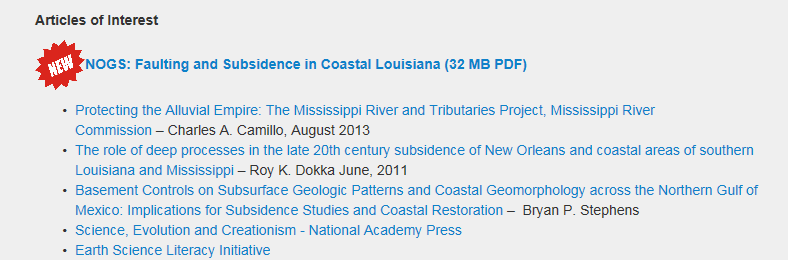 Articles of Interest
NEW NOGS: Faulting and Subsidence in Coastal Louisiana (32 MB PDF)
• Protecting the Alluvial Empire: The Mississippi River and Tributaries Project, Mississippi River
Commission – Charles A. Camillo, August 2013
• The role of deep processes in the late 20th century subsidence of New Orleans and coastal areas of southern
Louisiana and Mississippi – Roy K. Dokka June, 2011
• Basement Controls on Subsurface Geologic Patterns and Coastal Geomorphology across the Northern Gulf of
Mexico: Implications for Subsidence Studies and Coastal Restoration – Bryan P. Stephens
• Science, Evolution and Creationism - National Academy Press
• Earth Science Literacy Initiative